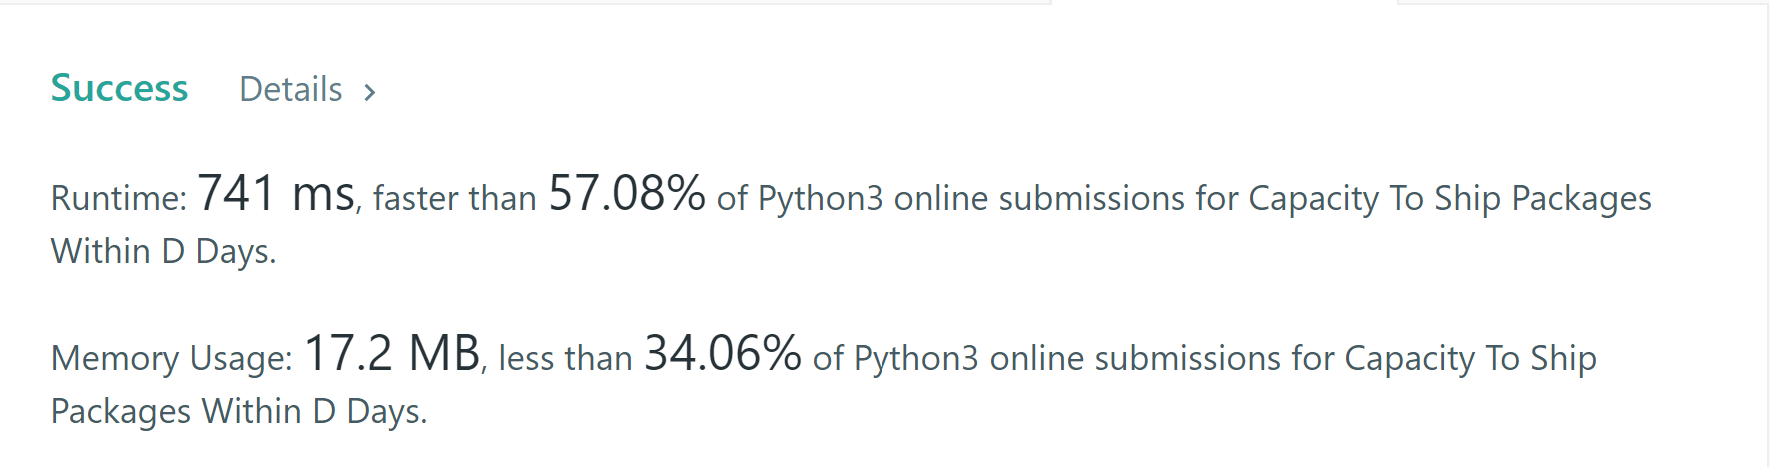 Success Details >
Runtime: 741 ms, faster than 57.08% of Python3 online submissions for Capacity To Ship Packages
Within D Days.
Memory Usage: 17.2 MB, less than 34.06% of Python3 online submissions for Capacity To Ship
Packages Within D Days.